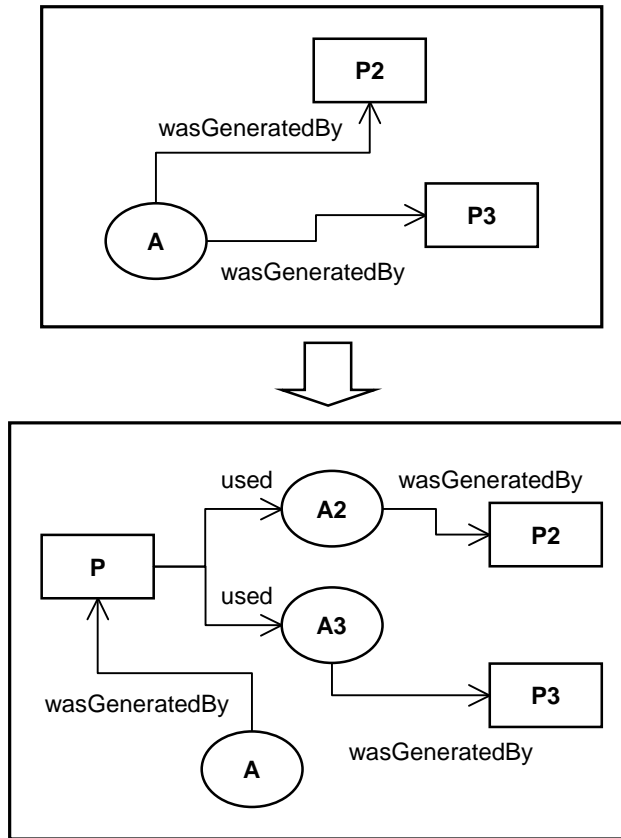 P2
wasGeneratedBy
P3
A
wasGeneratedBy
used
wasGeneratedBy
A2
P2
P
used
A3
P3
wasGeneratedBy
wasGeneratedBy
A